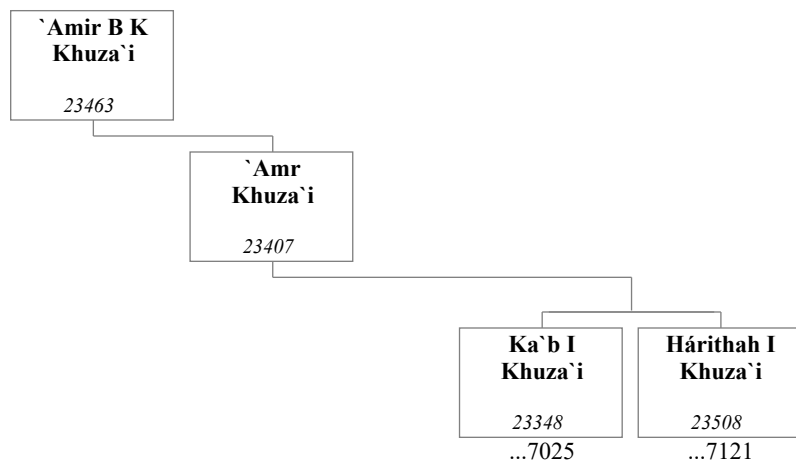 `Amir B K
Khuza`i
23463
`Amr
Khuza`i
23407
Ka`b I
Khuza`i
23348
...7025
Hárithah I
Khuza`i
23508
...7121